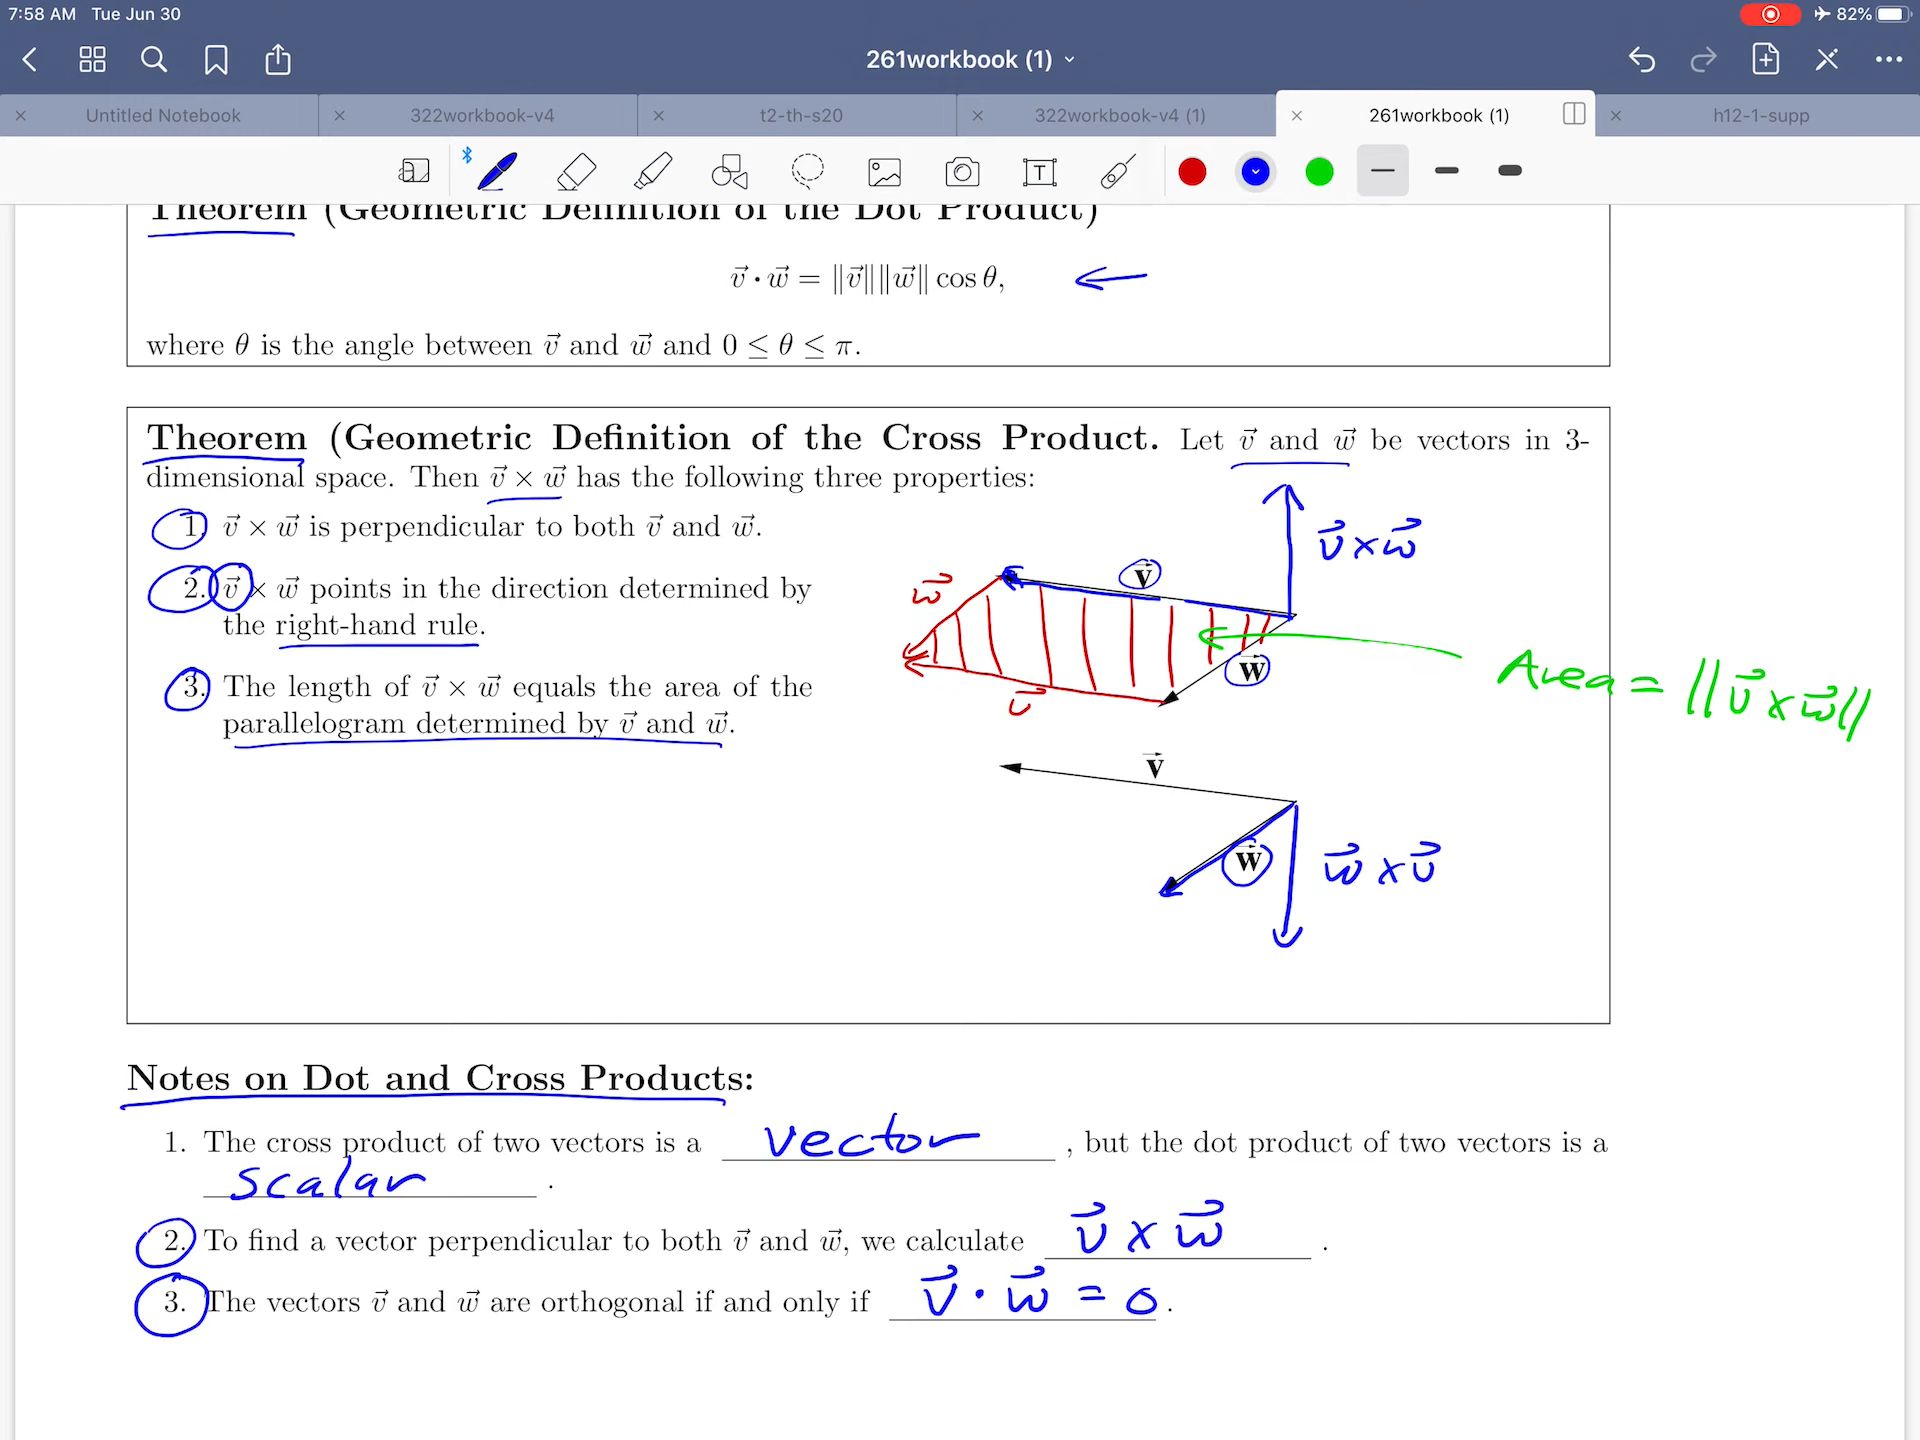 7:58 AM Tue Jun 30
82%
261workbook (1)
Untitled Notebook
322workbook-v4
t2-th-s20
322workbook-v4 (1)
261workbook (1)
h12-1-supp
Theorem (Geometric Definition of the Dot Product)
v⃗ · w⃗ = ‖v⃗‖‖w⃗‖ cos θ,
where θ is the angle between v⃗ and w⃗ and 0 ≤ θ ≤ π.
Theorem (Geometric Definition of the Cross Product. Let v⃗ and w⃗ be vectors in 3-
dimensional space. Then v⃗ × w⃗ has the following three properties:
1. v⃗ × w⃗ is perpendicular to both v⃗ and w⃗.
2. v⃗ × w⃗ points in the direction determined by
the right-hand rule.
3. The length of v⃗ × w⃗ equals the area of the
parallelogram determined by v⃗ and w⃗.
v⃗ × w⃗
v⃗
w⃗
w⃗
v⃗
Area = ‖v⃗ × w⃗‖
v⃗
w⃗
w⃗ × v⃗
Notes on Dot and Cross Products:
1. The cross product of two vectors is a vector , but the dot product of two vectors is a
scalar .
2. To find a vector perpendicular to both v⃗ and w⃗, we calculate v⃗ × w⃗ .
3. The vectors v⃗ and w⃗ are orthogonal if and only if v⃗ · w⃗ = 0 .